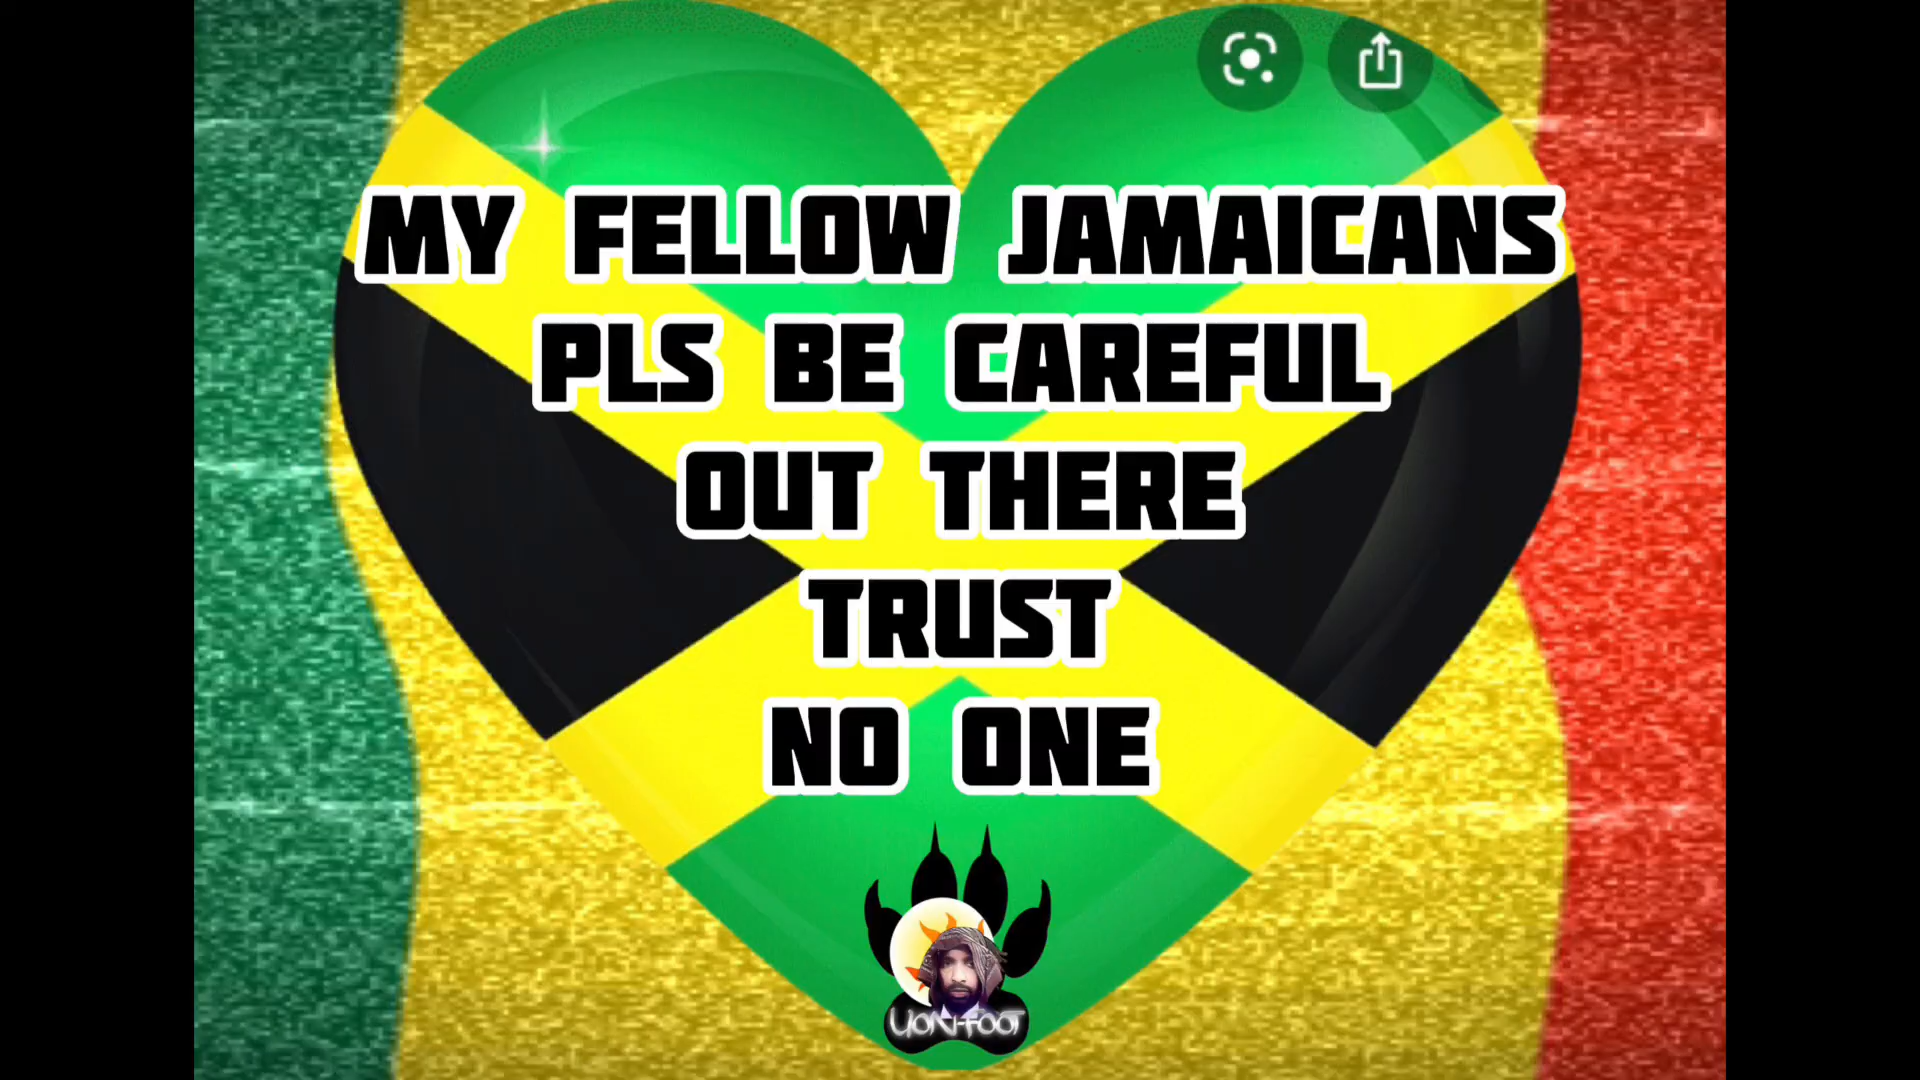 MY FELLOW JAMAICANS
PLS BE CAREFUL
OUT THERE
TRUST
NO ONE
LION-FOOT